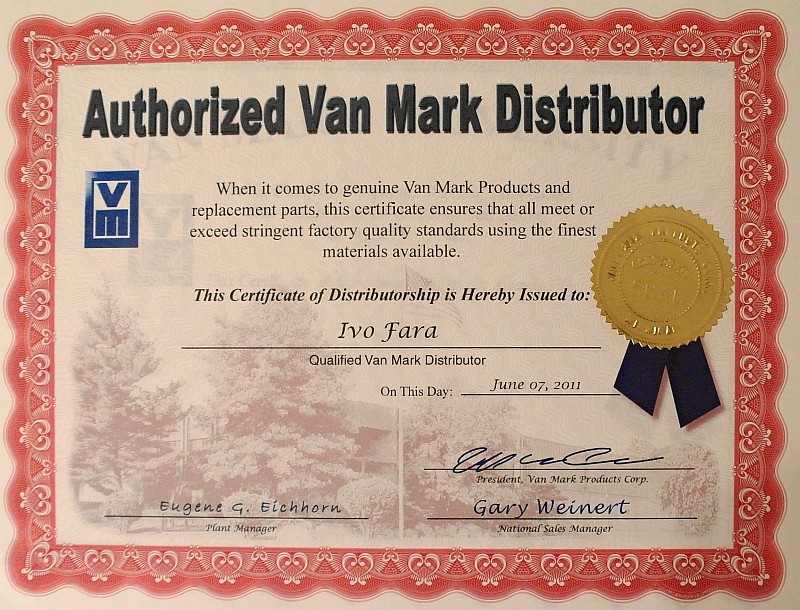 Authorized Van Mark Distributor
VM
When it comes to genuine Van Mark Products and
replacement parts, this certificate ensures that all meet or
exceed stringent factory quality standards using the finest
materials available.
This Certificate of Distributorship is Hereby Issued to:
Ivo Fara
Qualified Van Mark Distributor
On This Day: June 07, 2011
President, Van Mark Products Corp.
Eugene G. Eichhorn
Plant Manager
Gary Weinert
National Sales Manager